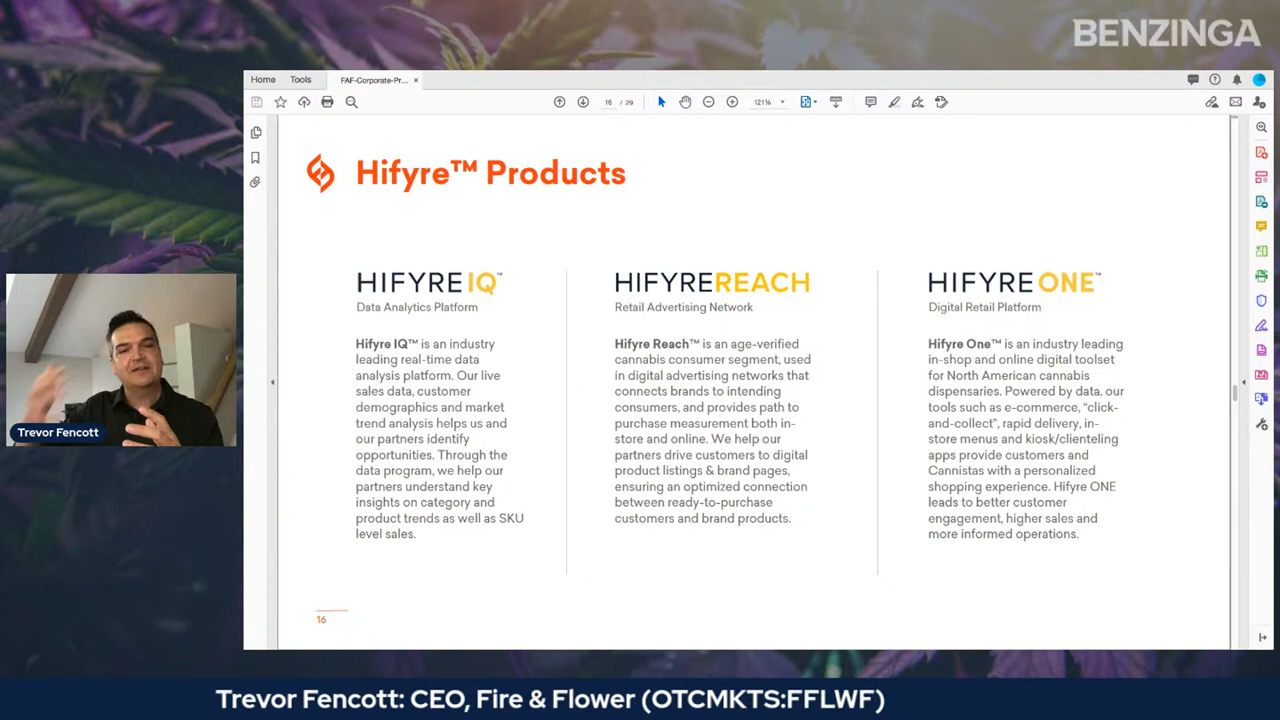 BENZINGA
Home Tools FAF-Corporate-Pr... ×
16 / 29 121%
Hifyre™ Products
HIFYRE IQ™
Data Analytics Platform
Hifyre IQ™ is an industry
leading real-time data
analysis platform. Our live
sales data, customer
demographics and market
trend analysis helps us and
our partners identify
opportunities. Through the
data program, we help our
partners understand key
insights on category and
product trends as well as SKU
level sales.
HIFYREREACH
Retail Advertising Network
Hifyre Reach™ is an age-verified
cannabis consumer segment, used
in digital advertising networks that
connects brands to intending
consumers, and provides path to
purchase measurement both in-
store and online. We help our
partners drive customers to digital
product listings & brand pages,
ensuring an optimized connection
between ready-to-purchase
customers and brand products.
HIFYRE ONE™
Digital Retail Platform
Hifyre One™ is an industry leading
in-shop and online digital toolset
for North American cannabis
dispensaries. Powered by data, our
tools such as e-commerce, “click-
and-collect”, rapid delivery, in-
store menus and kiosk/clienteling
apps provide customers and
Cannistas with a personalized
shopping experience. Hifyre ONE
leads to better customer
engagement, higher sales and
more informed operations.
16
Trevor Fencott
Trevor Fencott: CEO, Fire & Flower (OTCMKTS:FFLWF)